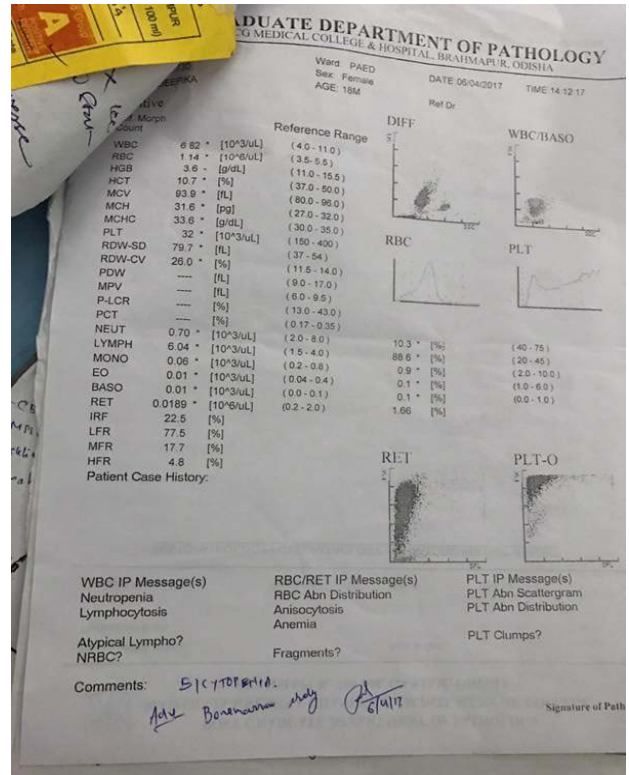 A
100 ml)
ADUATE DEPARTMENT OF PATHOLOGY
CG MEDICAL COLLEGE & HOSPITAL, BRAHMAPUR, ODISHA
Ward PAED
Sex: Female
AGE: 18M
DATE:06/04/2017 TIME 14 12 17
Ref Dr
Morph
Count
Reference Range
DIFF
WBC/BASO
WBC 6.82 * [10^3/uL] (4.0 - 11.0)
RBC 1.14 * [10^6/uL] (3.5- 5.5)
HGB 3.6 - [g/dL] (11.0 - 15.5)
HCT 10.7 * [%] (37.0 - 50.0)
MCV 93.9 * [fL] (80.0 - 96.0)
MCH 31.6 * [pg] (27.0 - 32.0)
MCHC 33.6 * [g/dL] (30.0 - 35.0)
PLT 32 * [10^3/uL] (150 - 400)
RDW-SD 79.7 * [fL] (37 - 54)
RDW-CV 26.0 * [%] (11.5 - 14.0)
PDW ---- [fL] (9.0 - 17.0)
MPV ---- [fL] (6.0 - 9.5)
P-LCR ---- [%] (13.0 - 43.0)
PCT ---- [%] (0.17 - 0.35)
RBC
PLT
NEUT 0.70 * [10^3/uL] (2.0 - 8.0) 10.3 * [%] (40 - 75)
LYMPH 6.04 * [10^3/uL] (1.5 - 4.0) 88.6 * [%] (20 - 45)
MONO 0.06 * [10^3/uL] (0.2 - 0.8) 0.9 * [%] (2.0 - 10.0)
EO 0.01 * [10^3/uL] (0.04 - 0.4) 0.1 * [%] (1.0 - 6.0)
BASO 0.01 * [10^3/uL] (0.0 - 0.1) 0.1 * [%] (0.0 - 1.0)
RET 0.0189 * [10^6/uL] (0.2 - 2.0) 1.66 [%]
IRF 22.5 [%]
LFR 77.5 [%]
MFR 17.7 [%]
HFR 4.8 [%]
Patient Case History:
RET
PLT-O
WBC IP Message(s)
Neutropenia
Lymphocytosis
Atypical Lympho?
NRBC?
RBC/RET IP Message(s)
RBC Abn Distribution
Anisocytosis
Anemia
Fragments?
PLT IP Message(s)
PLT Abn Scattergram
PLT Abn Distribution
PLT Clumps?
Comments: BICYTOPENIA.
Adv
6/4/17
Signature of Path